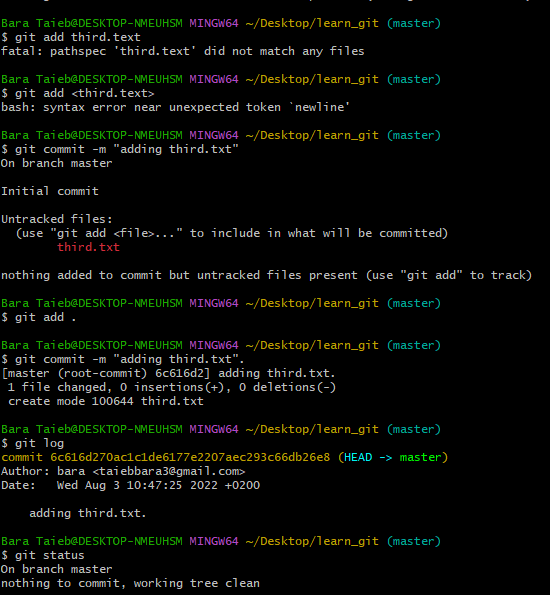 Bara Taieb@DESKTOP-NMEUHSM MINGW64 ~/Desktop/learn_git (master)
$ git add third.text
fatal: pathspec 'third.text' did not match any files

Bara Taieb@DESKTOP-NMEUHSM MINGW64 ~/Desktop/learn_git (master)
$ git add <third.text>
bash: syntax error near unexpected token `newline'

Bara Taieb@DESKTOP-NMEUHSM MINGW64 ~/Desktop/learn_git (master)
$ git commit -m "adding third.txt"
On branch master

Initial commit

Untracked files:
  (use "git add <file>..." to include in what will be committed)
        third.txt

nothing added to commit but untracked files present (use "git add" to track)

Bara Taieb@DESKTOP-NMEUHSM MINGW64 ~/Desktop/learn_git (master)
$ git add .

Bara Taieb@DESKTOP-NMEUHSM MINGW64 ~/Desktop/learn_git (master)
$ git commit -m "adding third.txt".
[master (root-commit) 6c616d2] adding third.txt.
 1 file changed, 0 insertions(+), 0 deletions(-)
 create mode 100644 third.txt

Bara Taieb@DESKTOP-NMEUHSM MINGW64 ~/Desktop/learn_git (master)
$ git log
commit 6c616d270ac1c1de6177e2207aec293c66db26e8 (HEAD -> master)
Author: bara <taiebbara3@gmail.com>
Date:   Wed Aug 3 10:47:25 2022 +0200

    adding third.txt.

Bara Taieb@DESKTOP-NMEUHSM MINGW64 ~/Desktop/learn_git (master)
$ git status
On branch master
nothing to commit, working tree clean